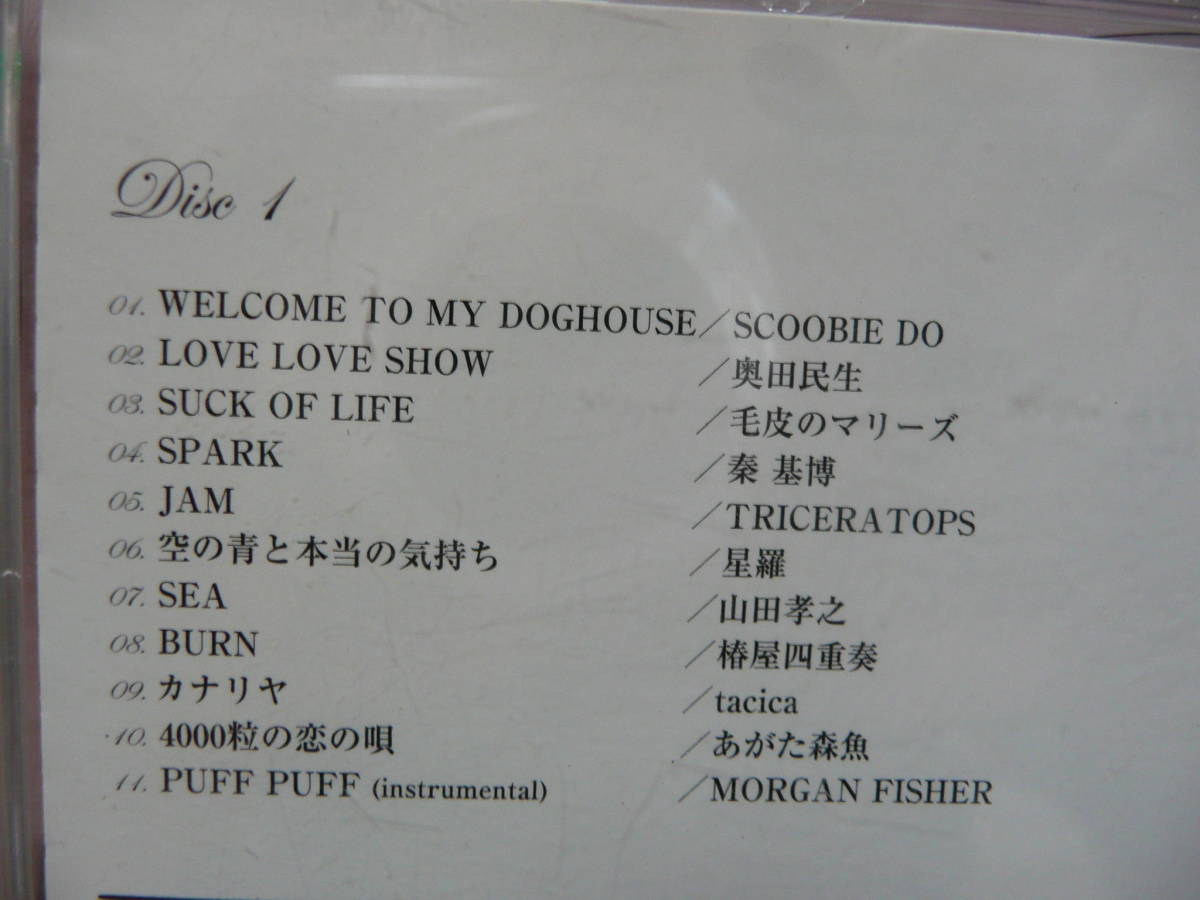 Disc 1
01. WELCOME TO MY DOGHOUSE／SCOOBIE DO
02. LOVE LOVE SHOW ／奥田民生
03. SUCK OF LIFE ／毛皮のマリーズ
04. SPARK ／秦 基博
05. JAM ／TRICERATOPS
06. 空の青と本当の気持ち ／星羅
07. SEA ／山田孝之
08. BURN ／椿屋四重奏
09. カナリヤ ／tacica
10. 4000粒の恋の唄 ／あがた森魚
11. PUFF PUFF (instrumental) ／MORGAN FISHER